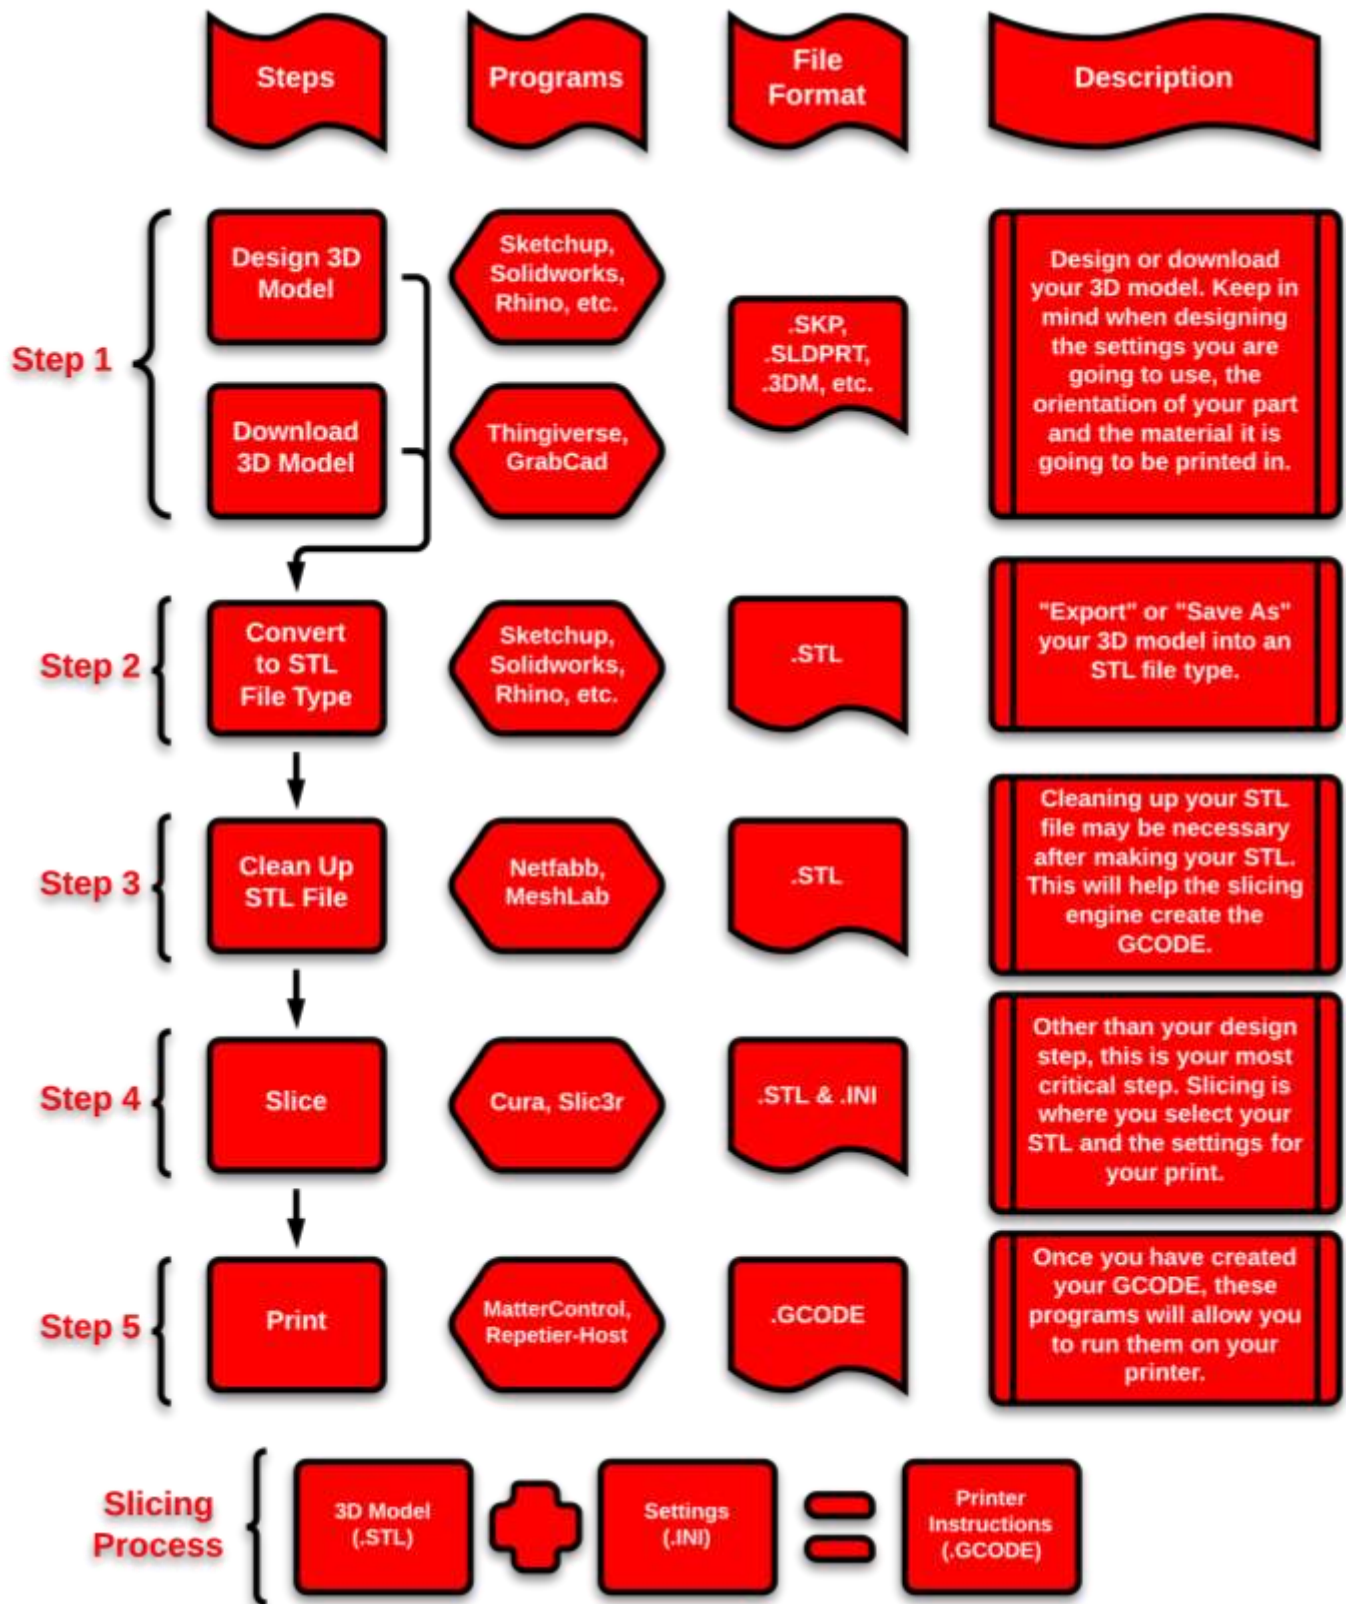 Steps
Programs
File
Format
Description
Step 1
Design 3D
Model
Sketchup,
Solidworks,
Rhino, etc.
Download
3D Model
Thingiverse,
GrabCad
.SKP,
.SLDPRT,
.3DM, etc.
Design or download
your 3D model. Keep in
mind when designing
the settings you are
going to use, the
orientation of your part
and the material it is
going to be printed in.
Step 2
Convert
to STL
File Type
Sketchup,
Solidworks,
Rhino, etc.
.STL
"Export" or "Save As"
your 3D model into an
STL file type.
Step 3
Clean Up
STL File
Netfabb,
MeshLab
.STL
Cleaning up your STL
file may be necessary
after making your STL.
This will help the slicing
engine create the
GCODE.
Step 4
Slice
Cura, Slic3r
.STL & .INI
Other than your design
step, this is your most
critical step. Slicing is
where you select your
STL and the settings for
your print.
Step 5
Print
MatterControl,
Repetier-Host
.GCODE
Once you have created
your GCODE, these
programs will allow you
to run them on your
printer.
Slicing
Process
3D Model
(.STL)
Settings
(.INI)
Printer
Instructions
(.GCODE)